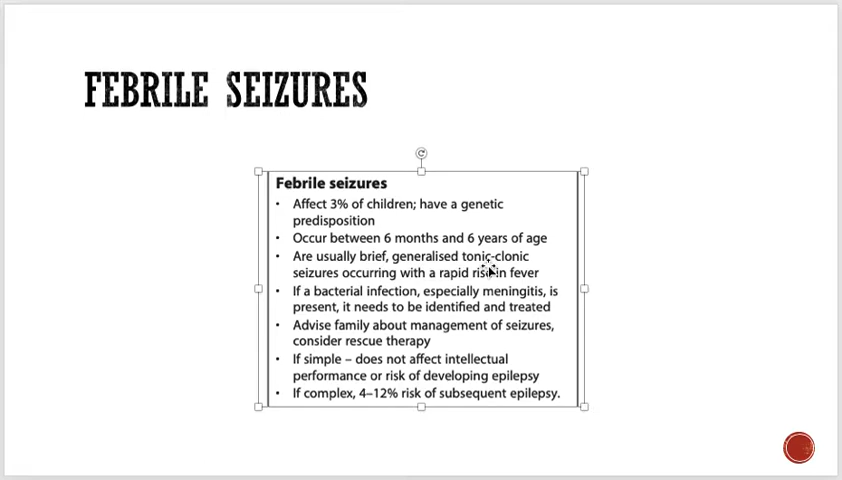 FEBRILE SEIZURES
Febrile seizures
• Affect 3% of children; have a genetic
predisposition
• Occur between 6 months and 6 years of age
• Are usually brief, generalised tonic-clonic
seizures occurring with a rapid rise in fever
• If a bacterial infection, especially meningitis, is
present, it needs to be identified and treated
• Advise family about management of seizures,
consider rescue therapy
• If simple – does not affect intellectual
performance or risk of developing epilepsy
• If complex, 4–12% risk of subsequent epilepsy.